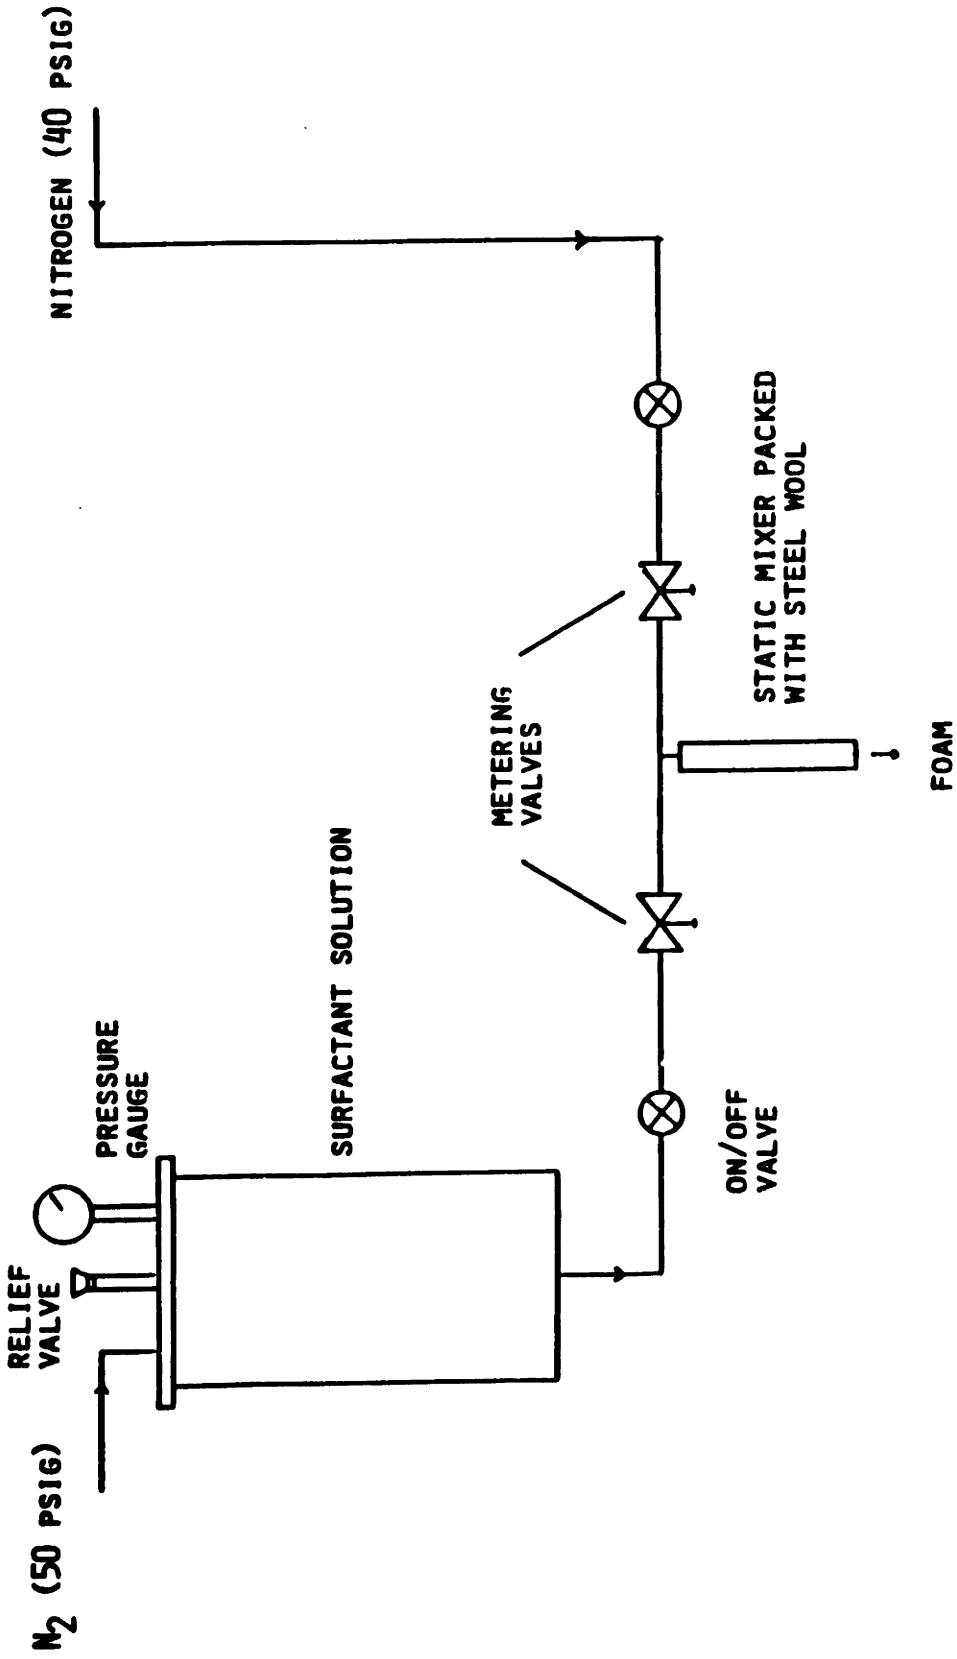 N2 (50 PSIG)
RELIEF
VALVE
PRESSURE
GAUGE
NITROGEN (40 PSIG)
SURFACTANT SOLUTION
METERING
VALVES
ON/OFF
VALVE
STATIC MIXER PACKED
WITH STEEL WOOL
FOAM